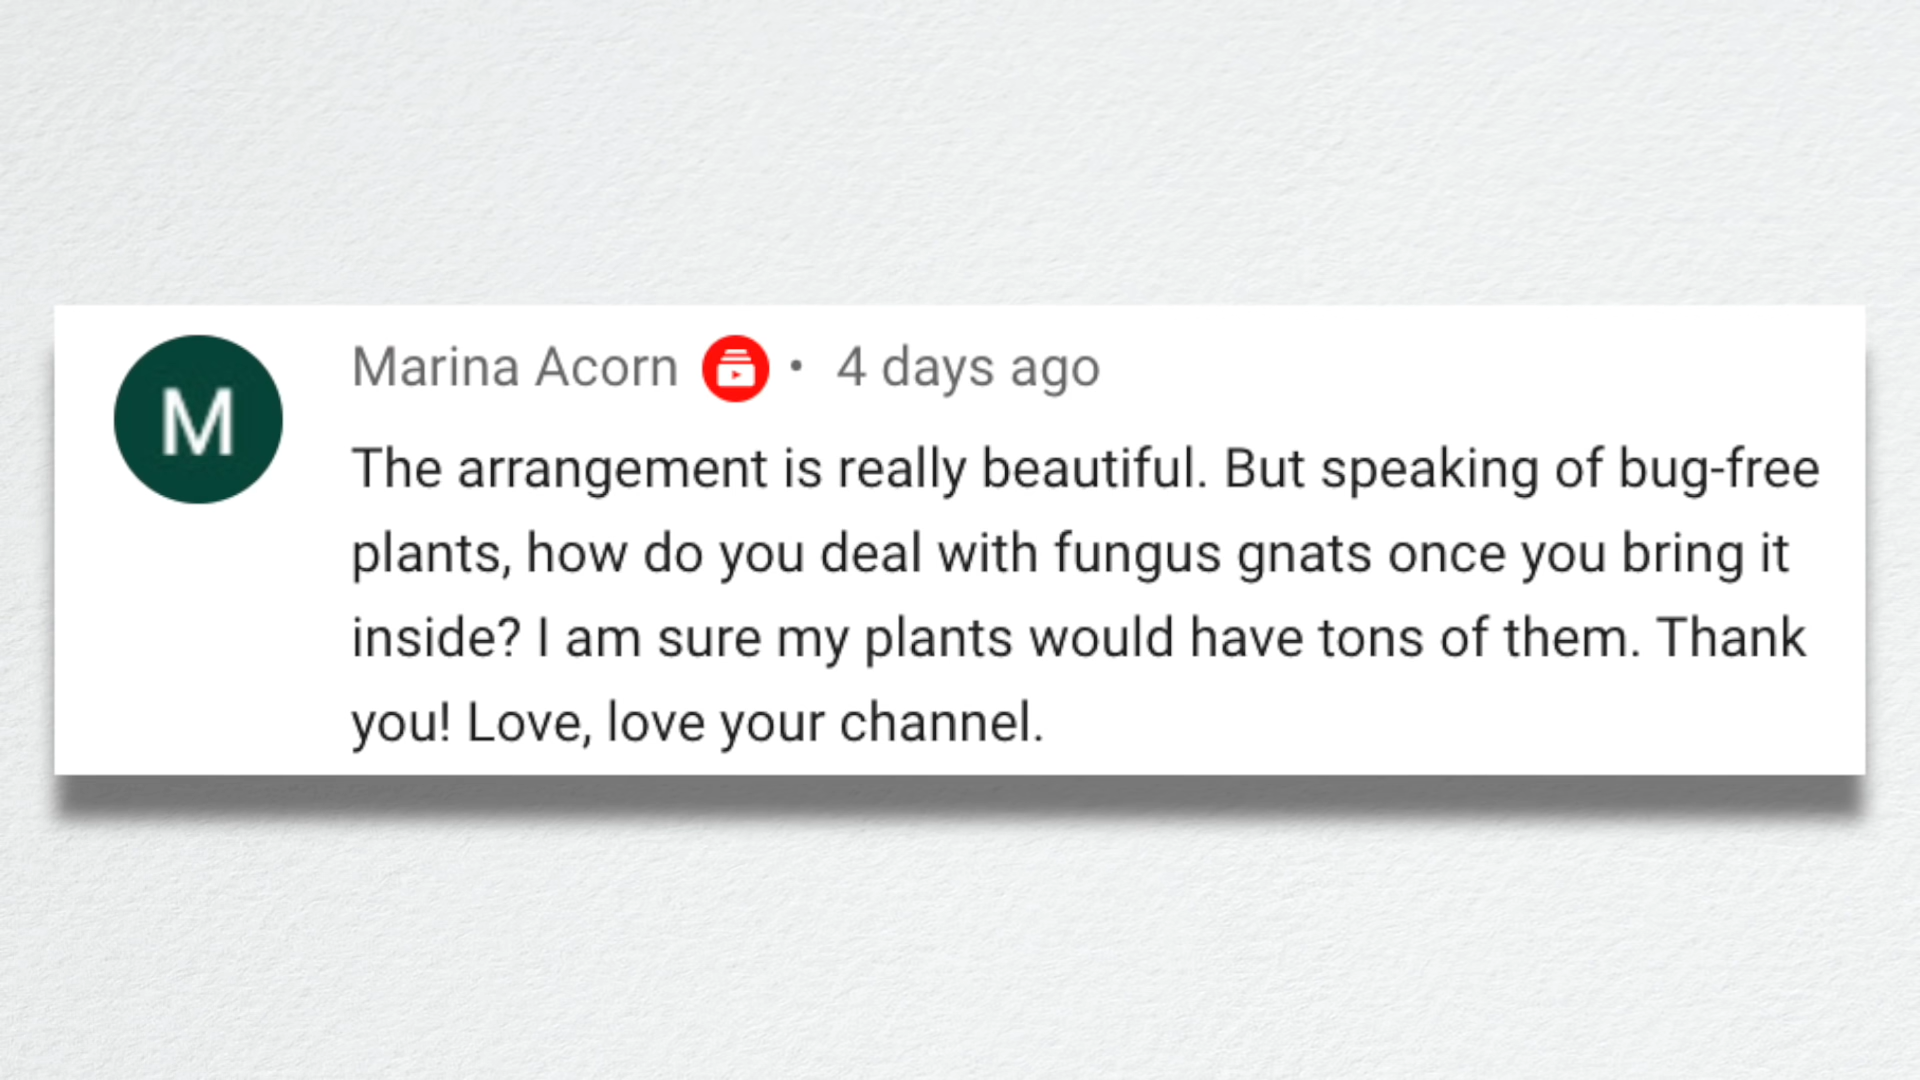 M
Marina Acorn • 4 days ago
The arrangement is really beautiful. But speaking of bug-free
plants, how do you deal with fungus gnats once you bring it
inside? I am sure my plants would have tons of them. Thank
you! Love, love your channel.